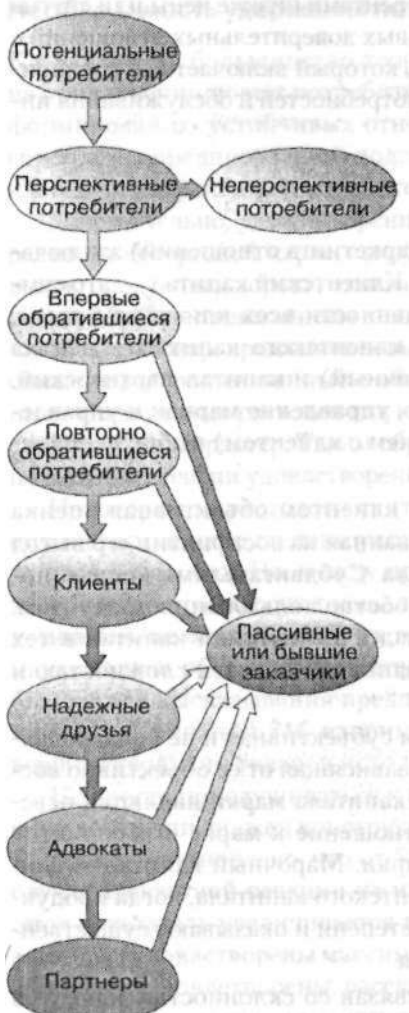 Потенциальные
потребители
Перспективные
потребители
Неперспективные
потребители
Впервые
обратившиеся
потребители
Повторно
обратившиеся
потребители
Клиенты
Пассивные
или бывшие
заказчики
Надежные
друзья
Адвокаты
Партнеры